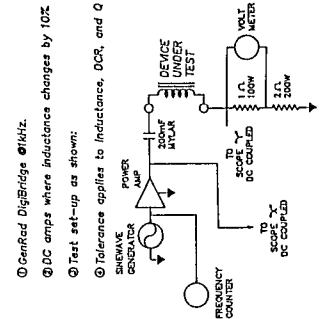 ① GenRad DigiBridge @1kHz.
② DC amps where inductance changes by 10%
③ Test set-up as shown:
④ Tolerance applies to Inductance, DCR, and Q
SINEWAVE
GENERATOR
POWER
AMP
200mF
MYLAR
DEVICE
UNDER
TEST
VOLT
METER
1Ω
100W
2Ω
200W
TO
SCOPE "Y"
DC COUPLED
TO
SCOPE "X"
DC COUPLED
FREQUENCY
COUNTER